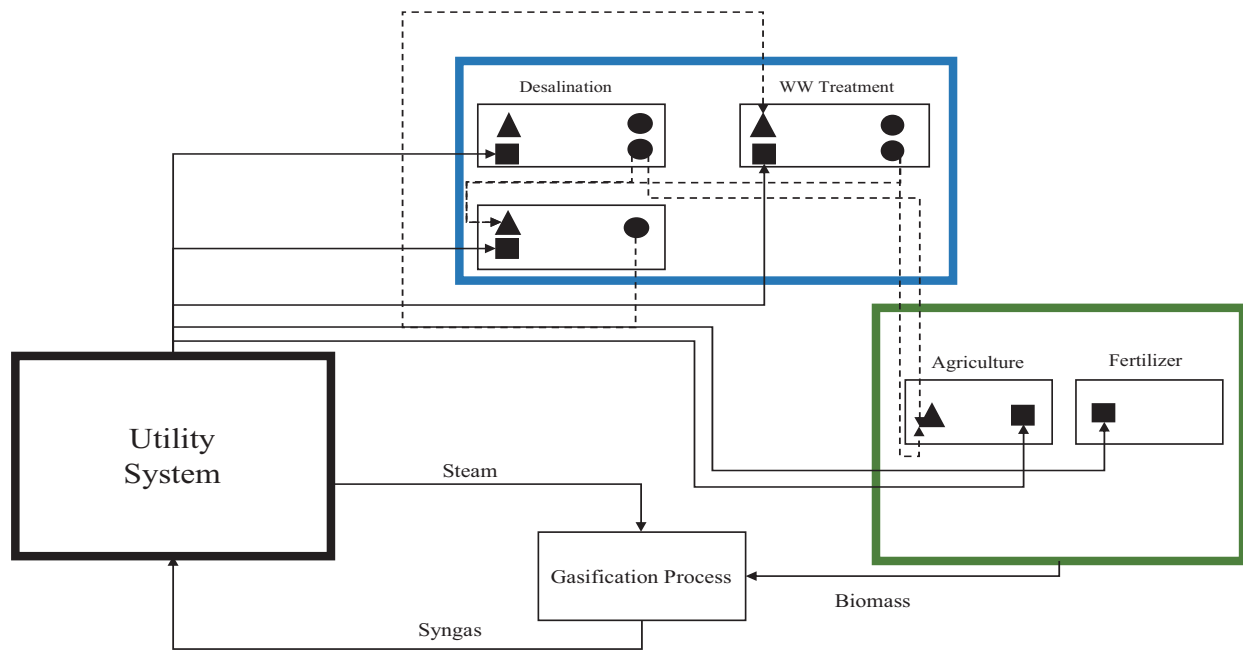 Desalination
WW Treatment
Agriculture
Fertilizer
Utility
System
Steam
Gasification Process
Biomass
Syngas